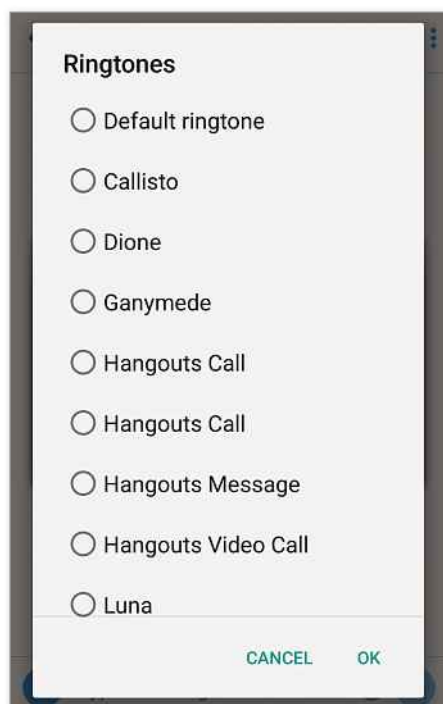 Ringtones
Default ringtone
Callisto
Dione
Ganymede
Hangouts Call
Hangouts Call
Hangouts Message
Hangouts Video Call
Luna
CANCEL OK